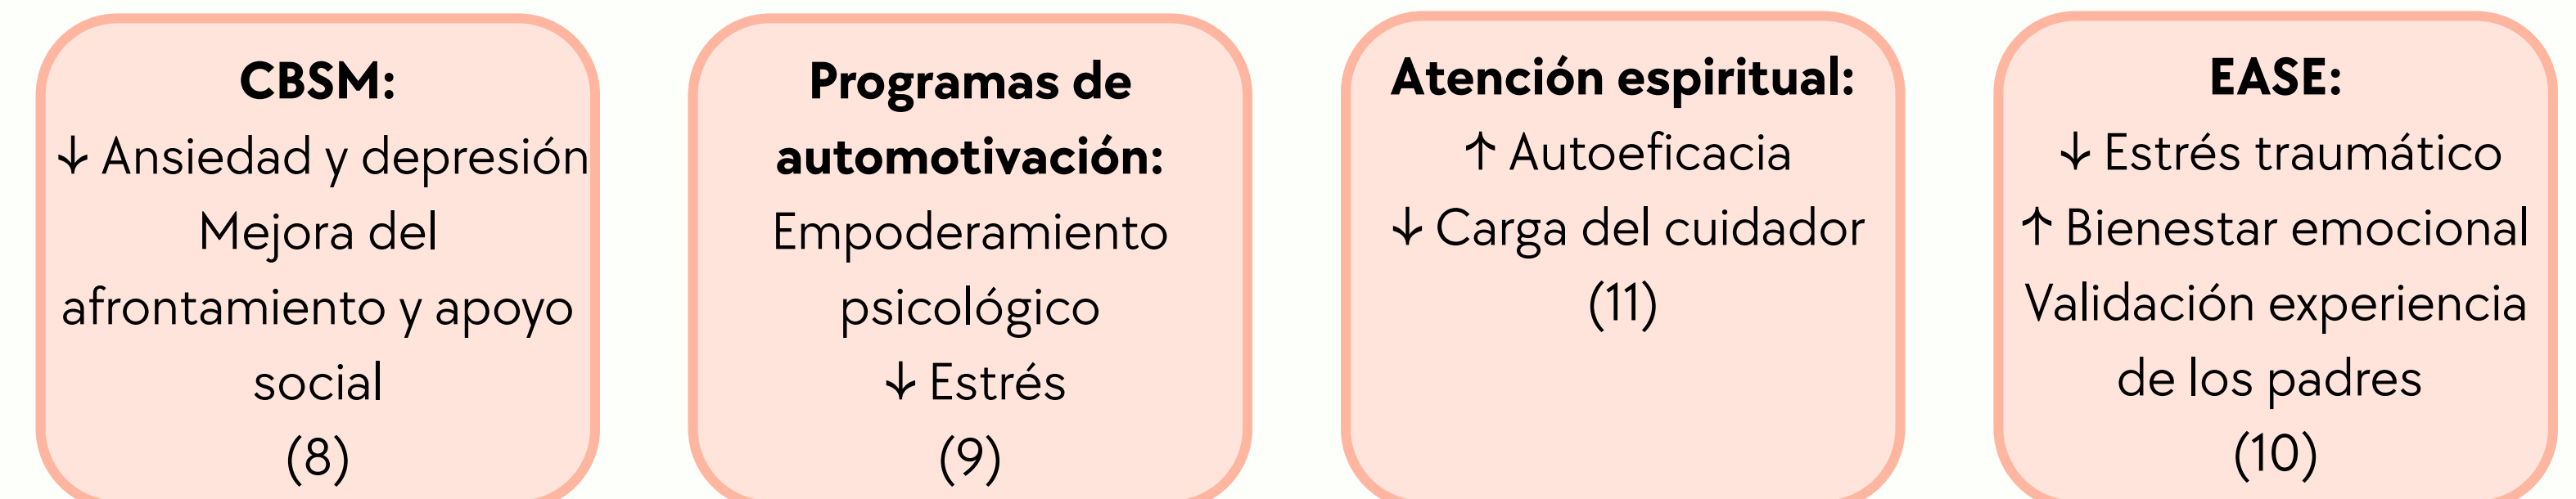 CBSM:
↓ Ansiedad y depresión
Mejora del
afrontamiento y apoyo
social
(8)
Programas de
automotivación:
Empoderamiento
psicológico
↓ Estrés
(9)
Atención espiritual:
↑ Autoeficacia
↓ Carga del cuidador
(11)
EASE:
↓ Estrés traumático
↑ Bienestar emocional
Validación experiencia
de los padres
(10)